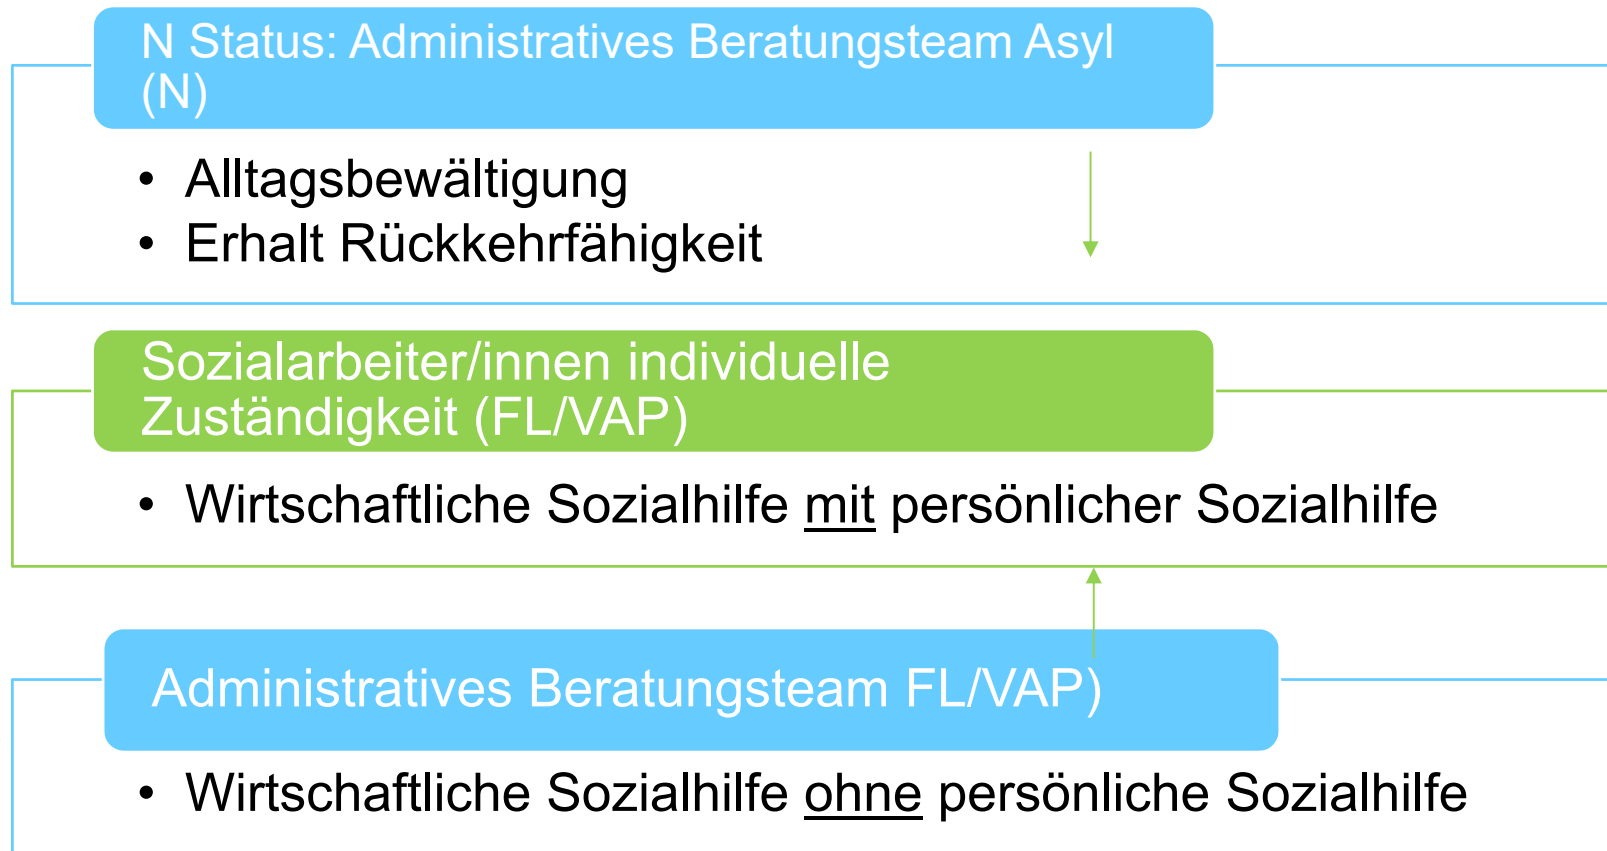 N Status: Administratives Beratungsteam Asyl
(N)
• Alltagsbewältigung
• Erhalt Rückkehrfähigkeit
Sozialarbeiter/innen individuelle
Zuständigkeit (FL/VAP)
• Wirtschaftliche Sozialhilfe mit persönlicher Sozialhilfe
Administratives Beratungsteam FL/VAP)
• Wirtschaftliche Sozialhilfe ohne persönliche Sozialhilfe